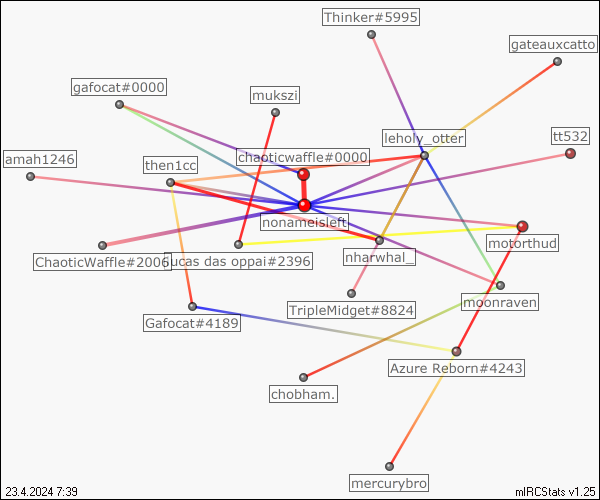 Thinker#5995
gateauxcatto
gafocat#0000
mukszi
leholy_otter
tt532
amah1246
then1cc
chaoticwaffle#0000
nonameisleft
motorthud
ChaoticWaffle#2006
lucas das oppai#2396
nharwhal_
moonraven
TripleMidget#8824
Gafocat#4189
Azure Reborn#4243
chobham.
mercurybro
23.4.2024 7:39
mIRCStats v1.25